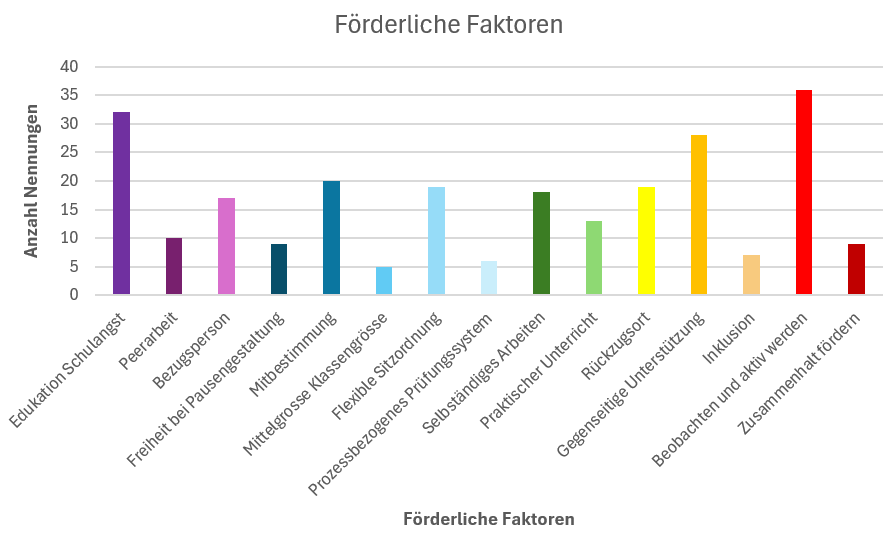 Förderliche Faktoren
Anzahl Nennungen
40
35
30
25
20
15
10
5
0
Edukation Schulangst
Peerarbeit
Bezugsperson
Freiheit bei Pausengestaltung
Mitbestimmung
Mittelgrosse Klassengrösse
Flexible Sitzordnung
Prozessbezogenes Prüfungssystem
Selbständiges Arbeiten
Praktischer Unterricht
Rückzugsort
Gegenseitige Unterstützung
Inklusion
Beobachten und aktiv werden
Zusammenhalt fördern
Förderliche Faktoren